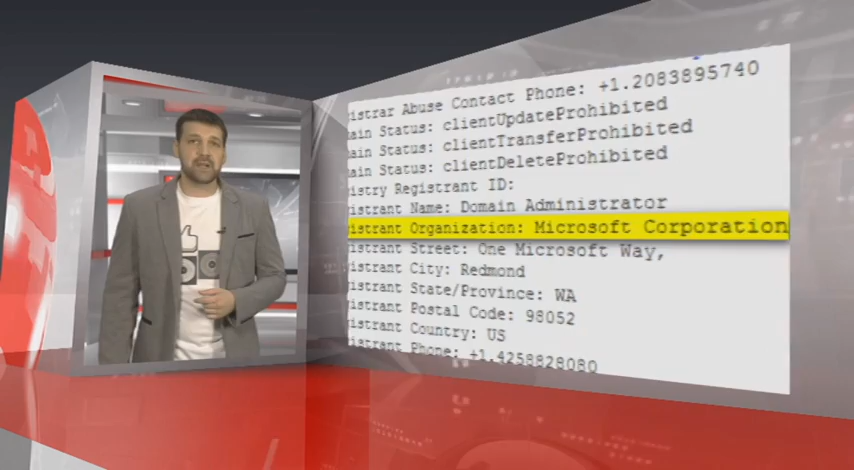 istrar Abuse Contact Phone: +1.2083895740
ain Status: clientUpdateProhibited
ain Status: clientTransferProhibited
ain Status: clientDeleteProhibited
istry Registrant ID:
istrant Name: Domain Administrator
istrant Organization: Microsoft Corporation
istrant Street: One Microsoft Way,
istrant City: Redmond
istrant State/Province: WA
istrant Postal Code: 98052
istrant Country: US
istrant Phone: +1.4258828080